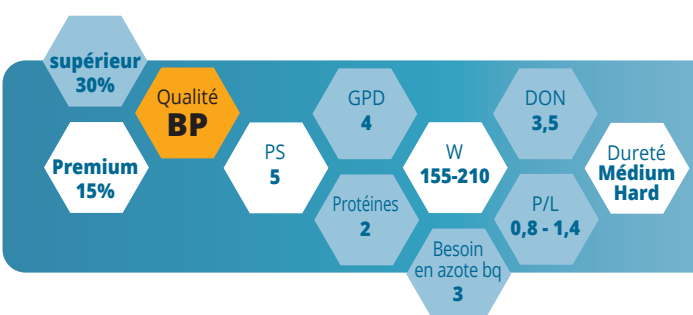 supérieur
30%
Premium
15%
Qualité
BP
PS
5
GPD
4
Protéines
2
W
155-210
Besoin
en azote bq
3
DON
3,5
P/L
0,8 - 1,4
Dureté
Médium
Hard